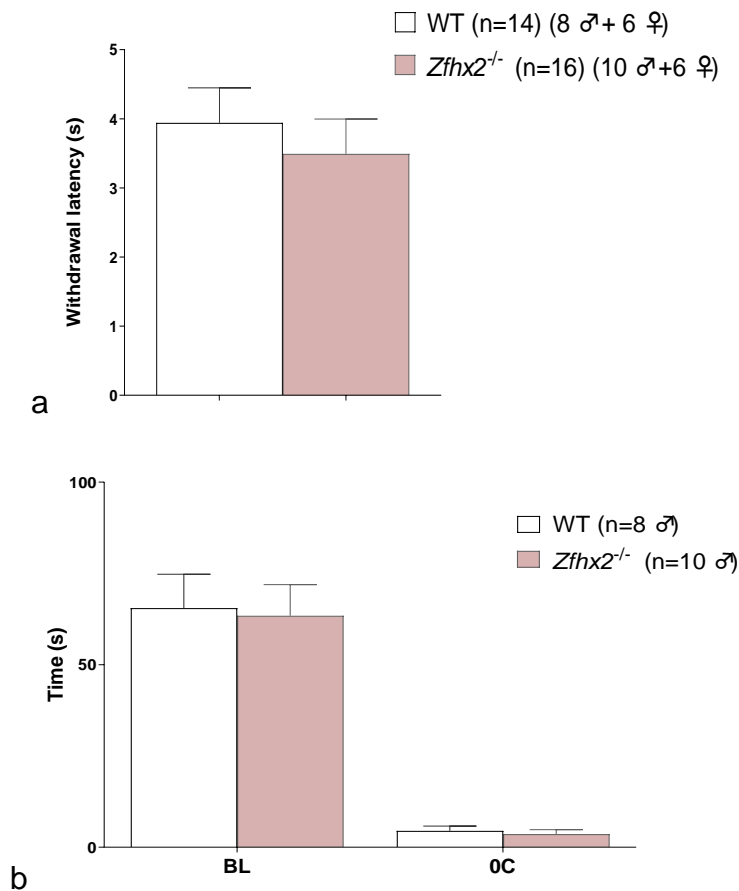 WT (n=14) (8 ♂+ 6 ♀)
Zfhx2-/- (n=16) (10 ♂+6 ♀)
5
4
3
2
1
0
Withdrawal latency (s)
a
100
50
0
Time (s)
WT (n=8 ♂)
Zfhx2-/- (n=10 ♂)
BL
0C
b